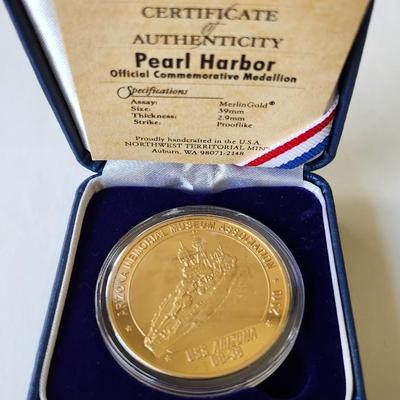 CERTIFICATE
of
AUTHENTICITY
Pearl Harbor
Official Commemorative Medallion
Specifications
Assay: MerlinGold®
Size: 39mm
Thickness: 2.9mm
Strike: Prooflike
Proudly handcrafted in the U.S.A.
NORTHWEST TERRITORIAL MINT
Auburn, WA 98071-2148
ARIZONA MEMORIAL MUSEUM ASSOCIATION
USS ARIZONA
BB-39